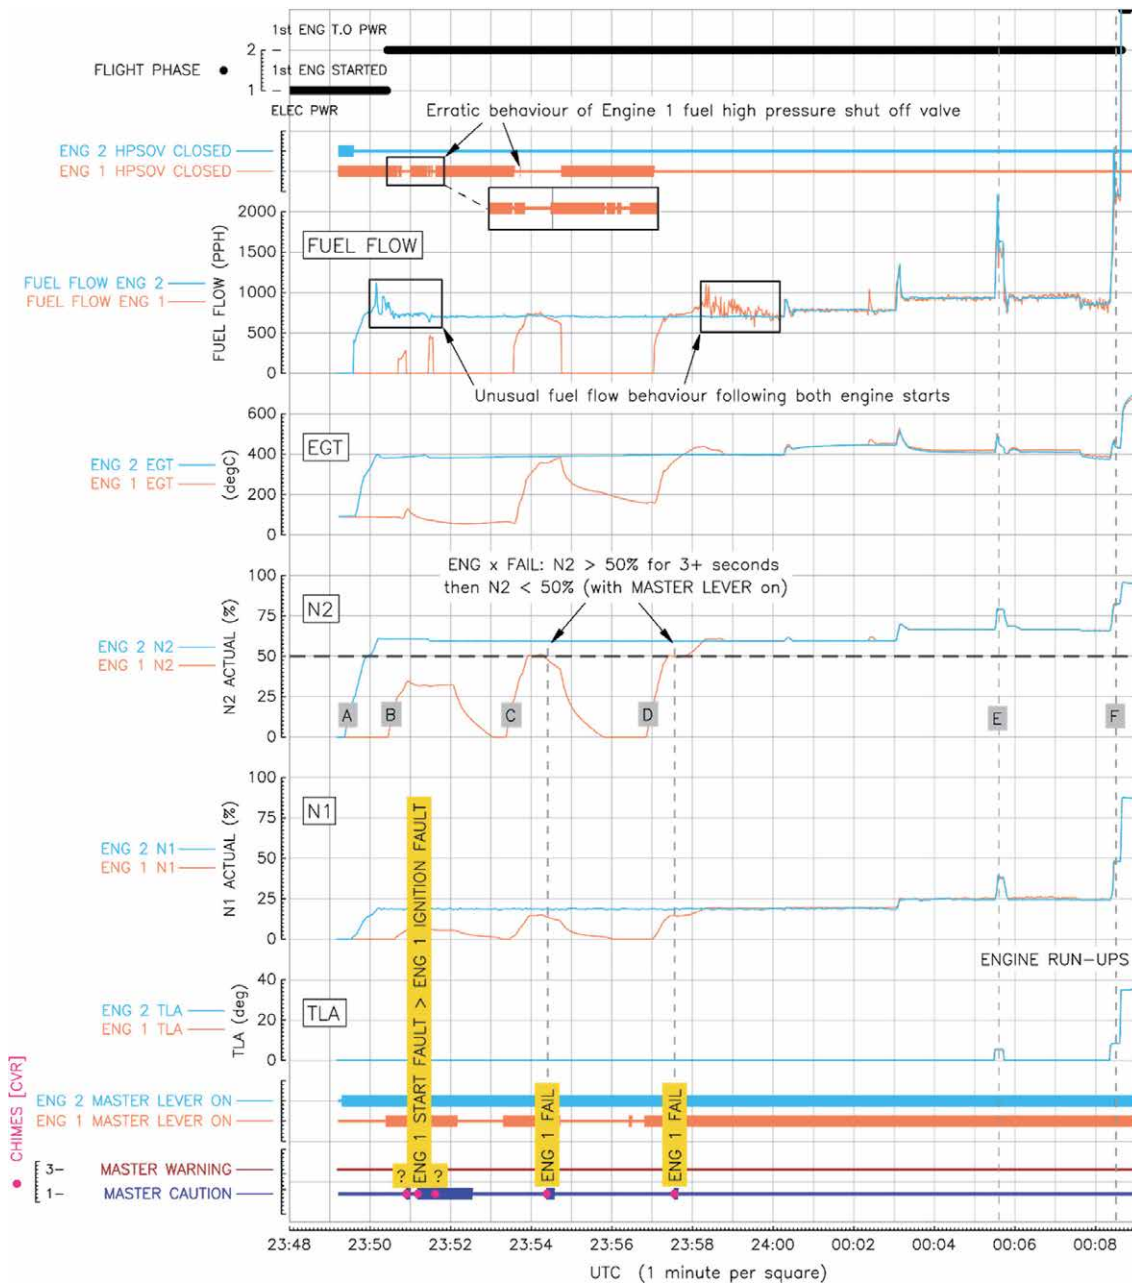 1st ENG T.O PWR
2
FLIGHT PHASE
1st ENG STARTED
1
ELEC PWR
Erratic behaviour of Engine 1 fuel high pressure shut off valve
ENG 2 HPSOV CLOSED
ENG 1 HPSOV CLOSED
2000
1500
1000
500
0
FUEL FLOW (PPH)
FUEL FLOW
FUEL FLOW ENG 2
FUEL FLOW ENG 1
Unusual fuel flow behaviour following both engine starts
600
400
200
0
(degC)
EGT
ENG 2 EGT
ENG 1 EGT
ENG x FAIL: N2 > 50% for 3+ seconds
then N2 < 50% (with MASTER LEVER on)
100
75
50
25
0
N2 ACTUAL (%)
N2
ENG 2 N2
ENG 1 N2
A
B
C
D
E
F
100
75
50
25
0
N1 ACTUAL (%)
N1
ENG 2 N1
ENG 1 N1
ENG 1 START FAULT > ENG 1 IGNITION FAULT
ENGINE RUN-UPS
40
20
0
TLA (deg)
TLA
ENG 2 TLA
ENG 1 TLA
CHIMES [CVR]
ENG 2 MASTER LEVER ON
ENG 1 MASTER LEVER ON
ENG 1 FAIL
ENG 1 FAIL
?
?
3- MASTER WARNING
1- MASTER CAUTION
23:48 23:50 23:52 23:54 23:56 23:58 24:00 00:02 00:04 00:06 00:08
UTC (1 minute per square)